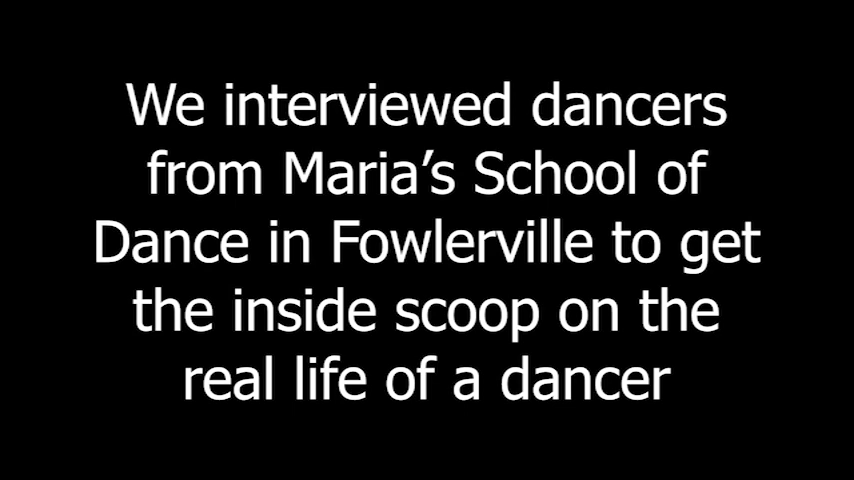 We interviewed dancers
from Maria’s School of
Dance in Fowlerville to get
the inside scoop on the
real life of a dancer